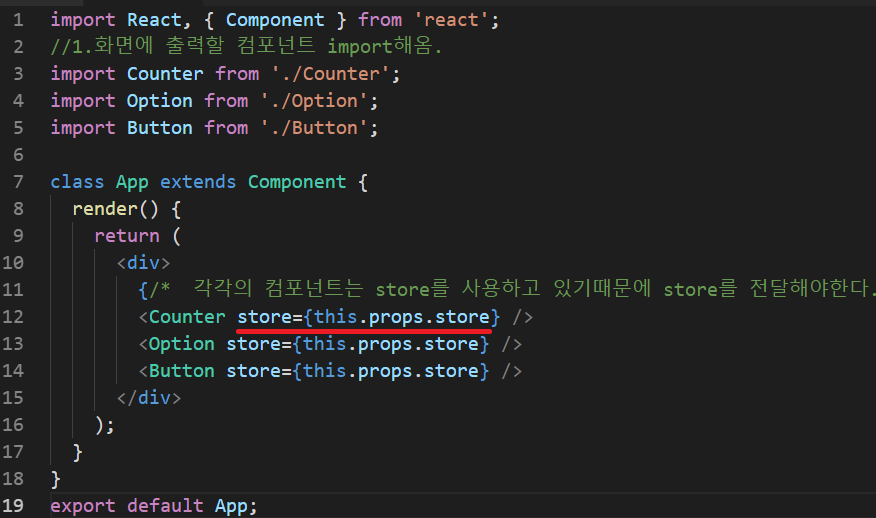 1 import React, { Component } from 'react';
2 //1.화면에 출력할 컴포넌트 import해옴.
3 import Counter from './Counter';
4 import Option from './Option';
5 import Button from './Button';
6
7 class App extends Component {
8 render() {
9 return (
10 <div>
11 {/* 각각의 컴포넌트는 store를 사용하고 있기때문에 store를 전달해야한다.
12 <Counter store={this.props.store} />
13 <Option store={this.props.store} />
14 <Button store={this.props.store} />
15 </div>
16 );
17 }
18 }
19 export default App;